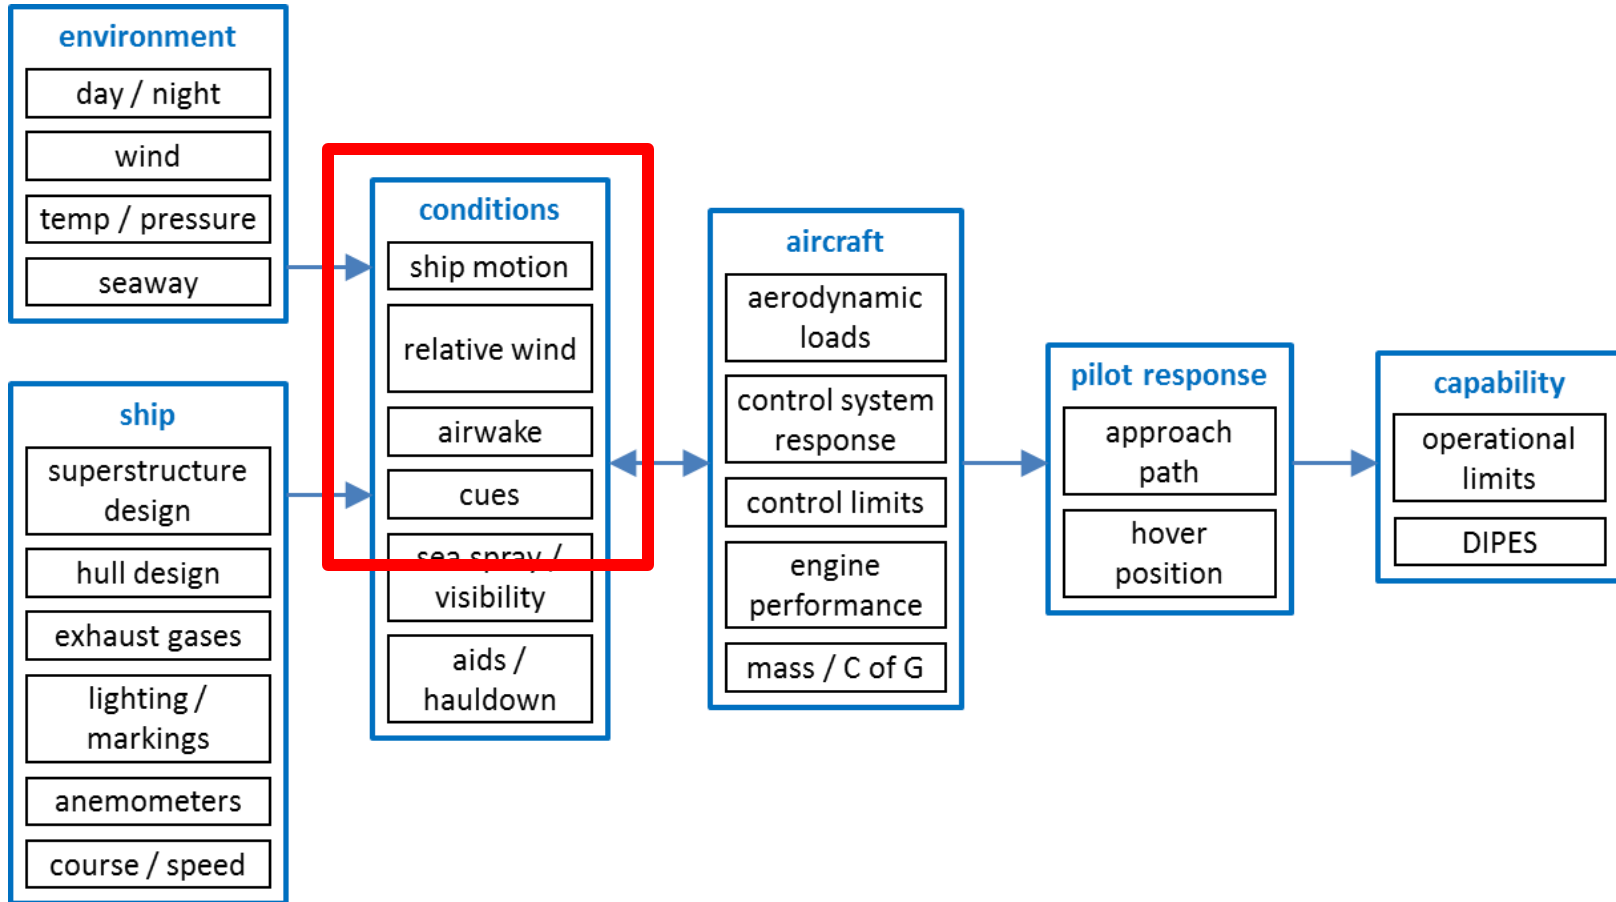 environment
day / night
wind
temp / pressure
seaway
ship
superstructure
design
hull design
exhaust gases
lighting /
markings
anemometers
course / speed
conditions
ship motion
relative wind
airwake
cues
sea spray /
visibility
aids /
hauldown
aircraft
aerodynamic
loads
control system
response
control limits
engine
performance
mass / C of G
pilot response
approach
path
hover
position
capability
operational
limits
DIPES